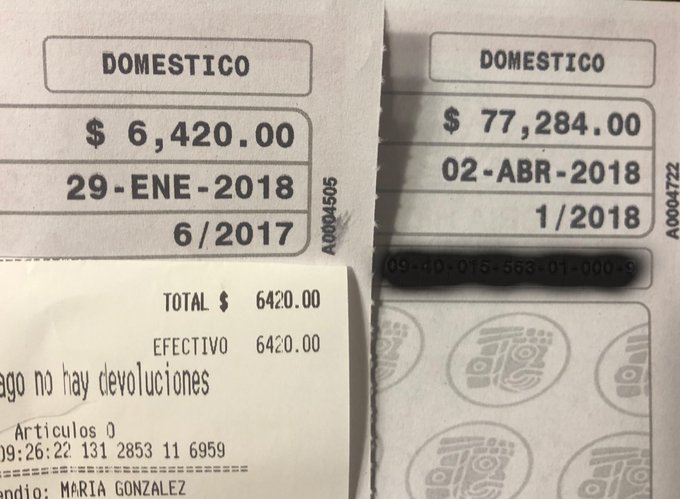 DOMESTICO
$ 6,420.00
29-ENE-2018
6/2017
A0004505
TOTAL $ 6420.00
EFECTIVO 6420.00
ago no hay devoluciones
Articulos 0
09:26:22 131 2853 11 6959
endio: MARIA GONZALEZ
DOMESTICO
$ 77,284.00
02-ABR-2018
1/2018
A0004722